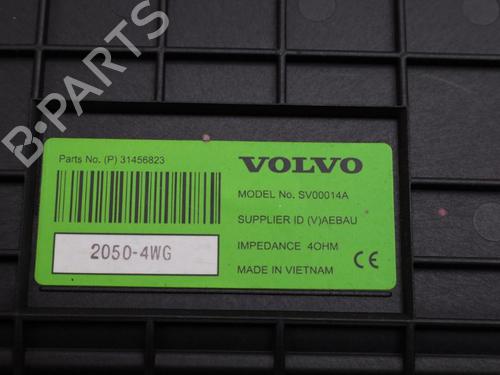 B-PARTS
Parts No. (P) 31456823
VOLVO
MODEL No. SV00014A
SUPPLIER ID (V)AEBAU
2050-4WG
IMPEDANCE 4OHM
MADE IN VIETNAM
CE